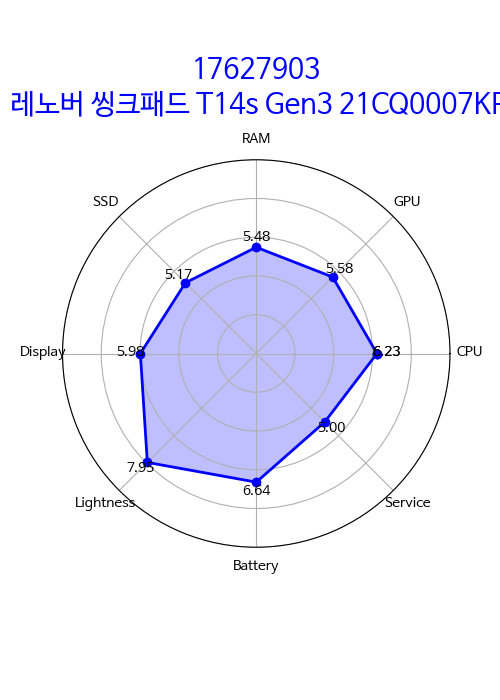 17627903
레노버 씽크패드 T14s Gen3 21CQ0007KR
RAM
SSD
GPU
5.48
5.58
5.17
Display
5.98
6.23
CPU
5.00
7.95
6.64
Lightness
Service
Battery